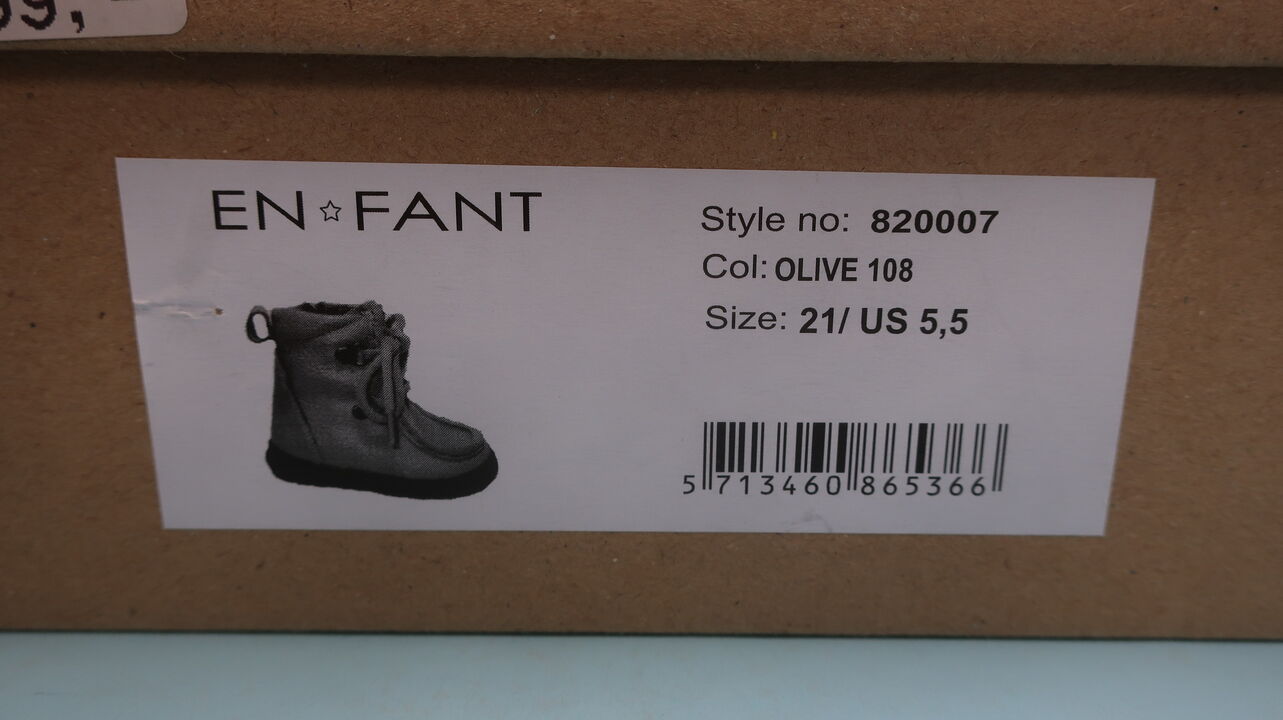 EN☆FANT
Style no: 820007
Col: OLIVE 108
Size: 21/ US 5,5
5 713460 865366